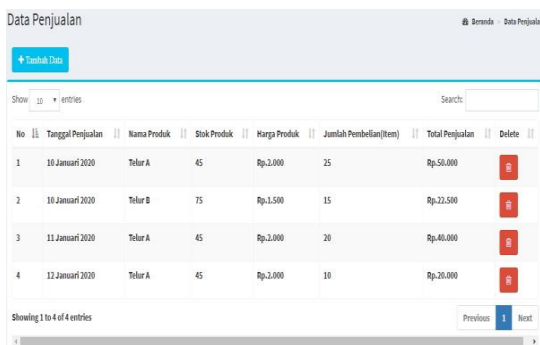 Data Penjualan
Beranda > Data Penjuala
+ Tambah Data
Show 10 entries
Search:
No Tanggal Penjualan Nama Produk Stok Produk Harga Produk Jumlah Pembelian(Item) Total Penjualan Delete
1 10 Januari 2020 Telur A 45 Rp.2.000 25 Rp.50.000
2 10 Januari 2020 Telur B 75 Rp.1.500 15 Rp.22.500
3 11 Januari 2020 Telur A 45 Rp.2.000 20 Rp.40.000
4 12 Januari 2020 Telur A 45 Rp.2.000 10 Rp.20.000
Showing 1 to 4 of 4 entries
Previous 1 Next